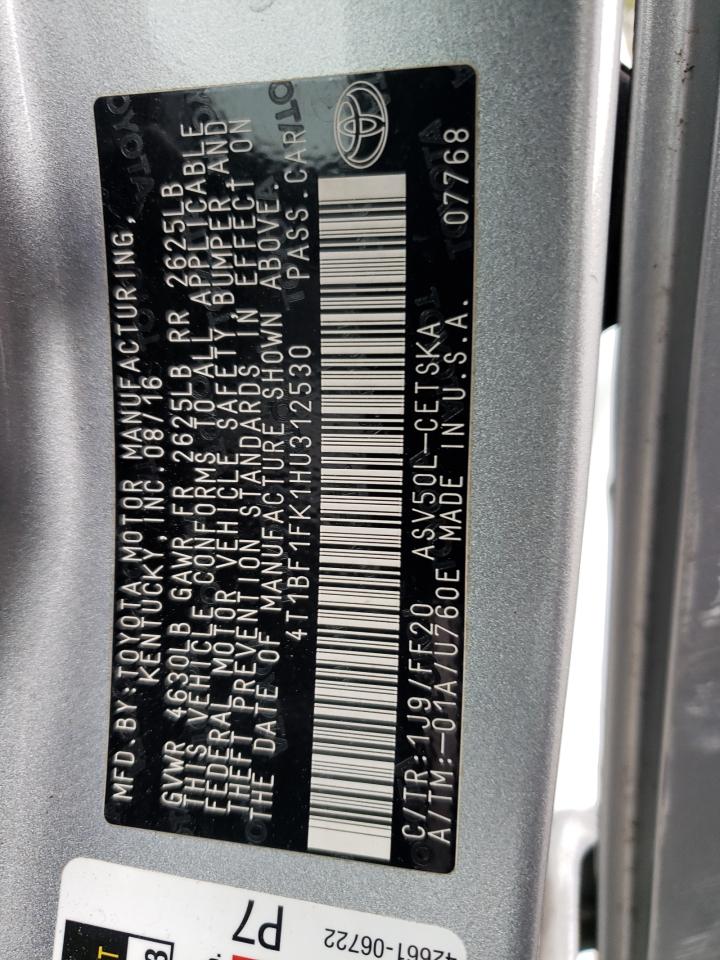 MFD.BY:TOYOTA MOTOR MANUFACTURING,
KENTUCKY,INC.08/16
GVWR 4630LB GAWR FR 2625LB RR 2625LB
THIS VEHICLE CONFORMS TO ALL APPLICABLE
FEDERAL MOTOR VEHICLE SAFETY,BUMPER AND
THEFT PREVENTION STANDARDS IN EFFECT ON
THE DATE OF MANUFACTURE SHOWN ABOVE.
4T1BF1FK1HU312530 PASS.CAR/
C/TR:1J9/FF20 ASV50L-CETSKA
A/TM:-01A/U760E MADE IN U.S.A. 07768
P7
42661-06722